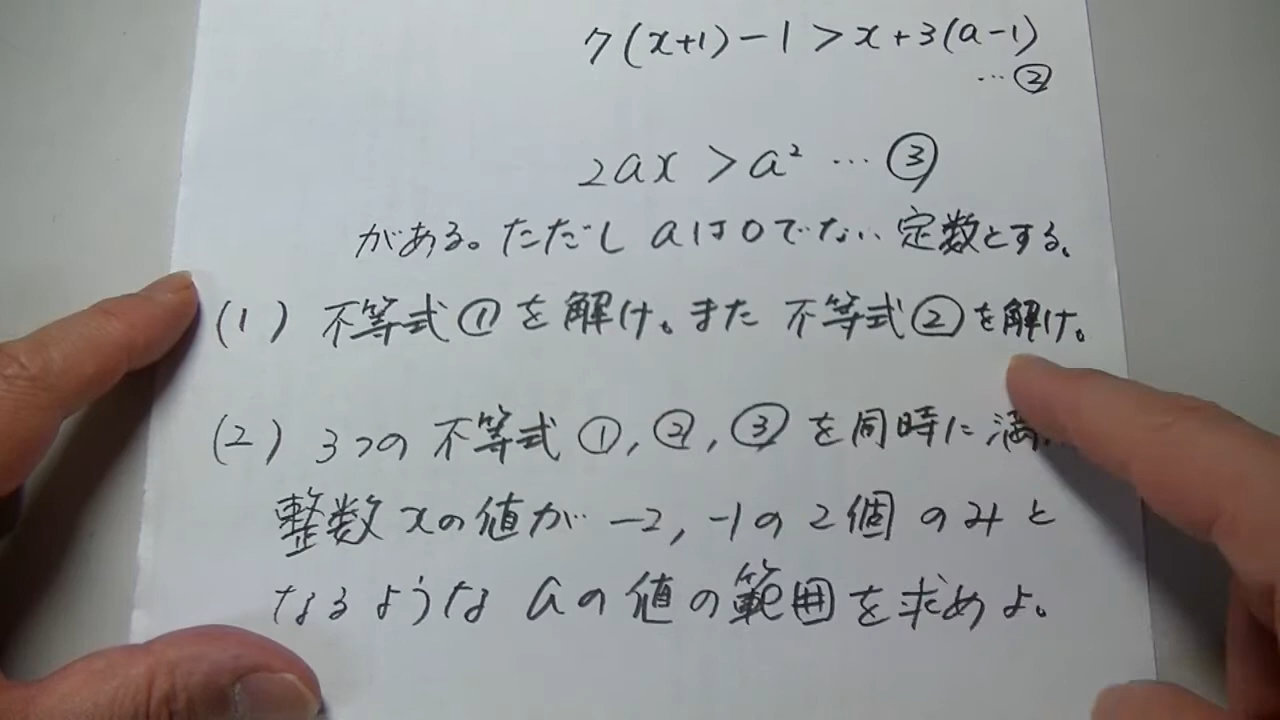 7(x+1)-1>x+3(a-1)
…②
2ax>a² …③
がある。ただし aは0でない定数とする。
(1) 不等式①を解け。また 不等式②を解け。
(2) 3つの 不等式 ①,②,③を同時に満
整数 xの値が -2,-1の2個 のみと
なるような aの値の範囲を求めよ。